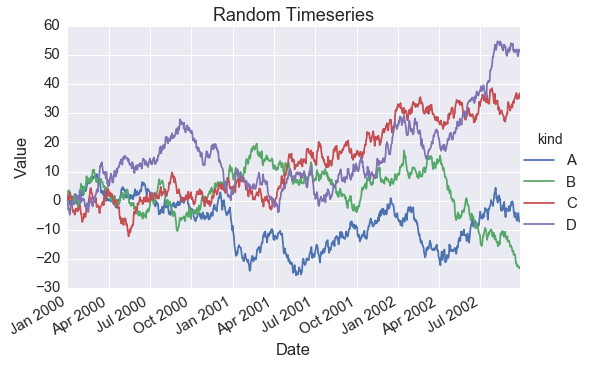 Random Timeseries
60
50
40
30
20
10
0
−10
−20
−30
Value
Jan 2000
Apr 2000
Jul 2000
Oct 2000
Jan 2001
Apr 2001
Jul 2001
Oct 2001
Jan 2002
Apr 2002
Jul 2002
Date
kind
A
B
C
D